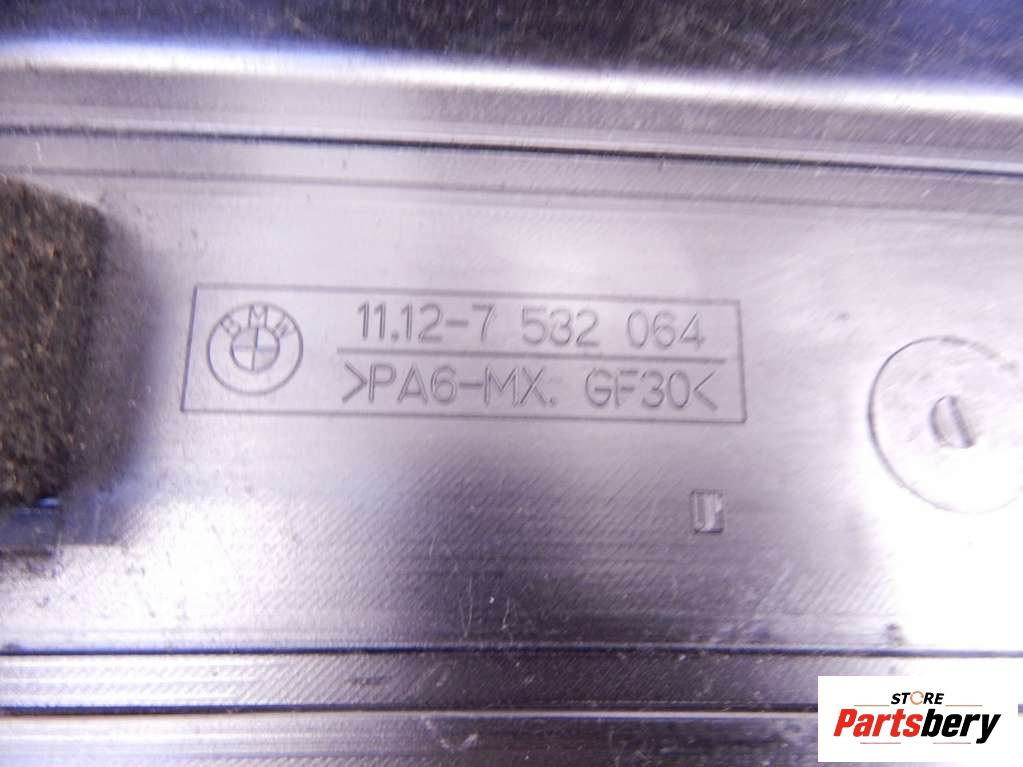 BMW
11.12-7 532 064
>PA6-MX. GF30<
STORE
Partsbery